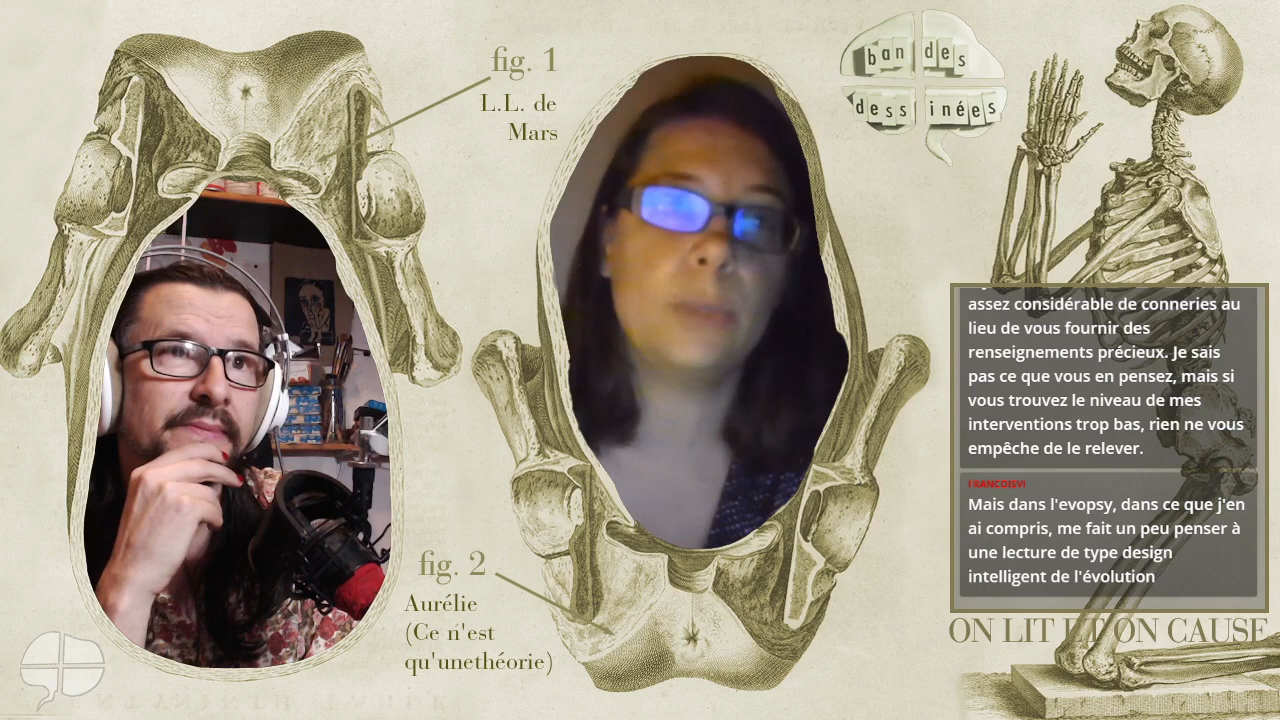 fig. 1
L.L. de
Mars
ban des
dess inées
assez considérable de conneries au
lieu de vous fournir des
renseignements précieux. Je sais
pas ce que vous en pensez, mais si
vous trouvez le niveau de mes
interventions trop bas, rien ne vous
empêche de le relever.
FRANCOISVI
Mais dans l'evopsy, dans ce que j'en
ai compris, me fait un peu penser à
une lecture de type design
intelligent de l'évolution
fig. 2
Aurélie
(Ce n'est
qu'unethéorie)
ON LIT ET ON CAUSE